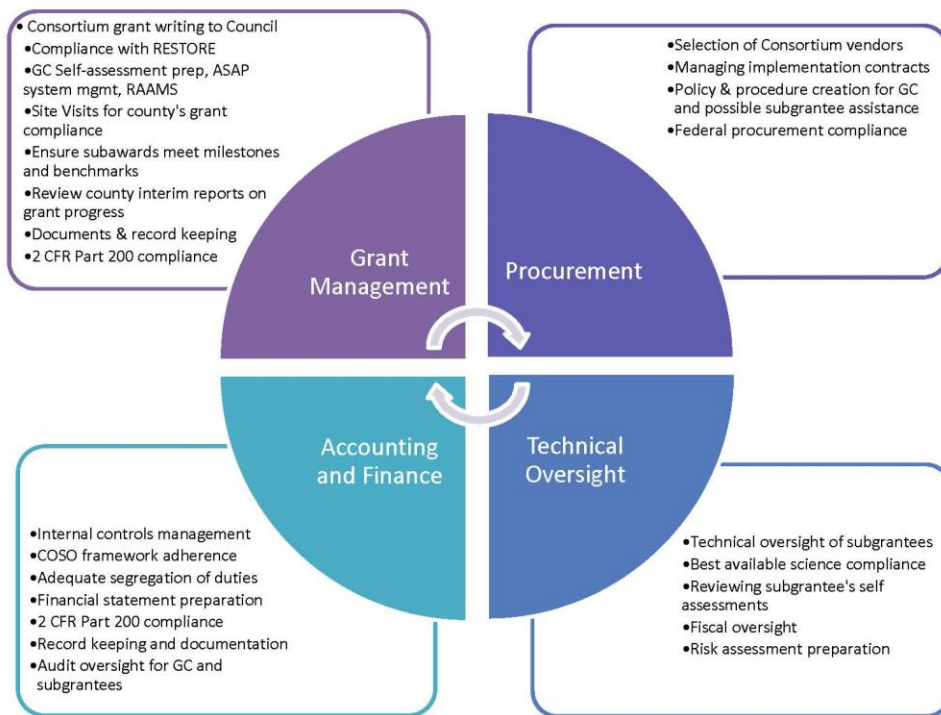 • Consortium grant writing to Council
•Compliance with RESTORE
•GC Self-assessment prep, ASAP
system mgmt, RAAMS
•Site Visits for county's grant
compliance
•Ensure subawards meet milestones
and benchmarks
•Review county interim reports on
grant progress
•Documents & record keeping
•2 CFR Part 200 compliance
•Selection of Consortium vendors
•Managing implementation contracts
•Policy & procedure creation for GC
and possible subgrantee assistance
•Federal procurement compliance
Grant
Management
Procurement
Accounting
and Finance
Technical
Oversight
•Internal controls management
•COSO framework adherence
•Adequate segregation of duties
•Financial statement preparation
•2 CFR Part 200 compliance
•Record keeping and documentation
•Audit oversight for GC and
subgrantees
•Technical oversight of subgrantees
•Best available science compliance
•Reviewing subgrantee's self
assessments
•Fiscal oversight
•Risk assessment preparation